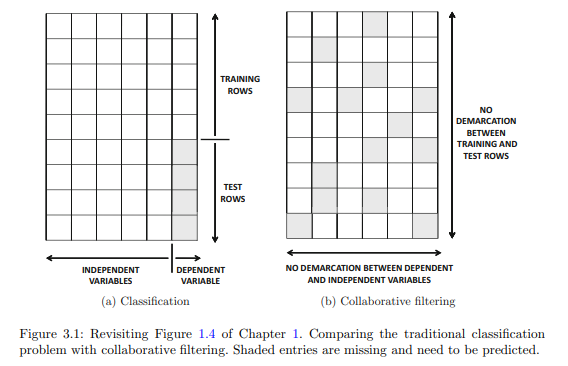 TRAINING
ROWS
TEST
ROWS
INDEPENDENT
VARIABLES
DEPENDENT
VARIABLE
(a) Classification
NO
DEMARCATION
BETWEEN
TRAINING AND
TEST ROWS
NO DEMARCATION BETWEEN DEPENDENT
AND INDEPENDENT VARIABLES
(b) Collaborative filtering
Figure 3.1: Revisiting Figure 1.4 of Chapter 1. Comparing the traditional classification
problem with collaborative filtering. Shaded entries are missing and need to be predicted.